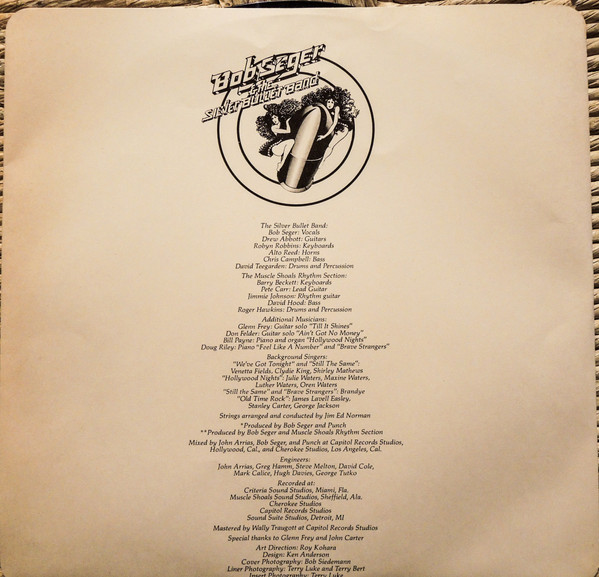 Bob Seger
& the
Silver Bullet Band
The Silver Bullet Band:
Bob Seger: Vocals
Drew Abbott: Guitars
Robyn Robbins: Keyboards
Alto Reed: Horns
Chris Campbell: Bass
David Teegarden: Drums and Percussion
The Muscle Shoals Rhythm Section:
Barry Beckett: Keyboards
Pete Carr: Lead Guitar
Jimmie Johnson: Rhythm guitar
David Hood: Bass
Roger Hawkins: Drums and Percussion
Additional Musicians:
Glenn Frey: Guitar solo "Till It Shines"
Don Felder: Guitar solo "Ain't Got No Money"
Bill Payne: Piano and organ "Hollywood Nights"
Doug Riley: Piano "Feel Like A Number" and "Brave Strangers"
Background Singers:
"We've Got Tonight" and "Still The Same":
Venetta Fields, Clydie King, Shirley Mathews
"Hollywood Nights": Julia Waters, Maxine Waters,
Luther Waters, Oren Waters
"Still the Same" and "Brave Strangers": Brandye
"Old Time Rock": James Lavell Easley,
Stanley Carter, George Jackson
Strings arranged and conducted by Jim Ed Norman
*Produced by Bob Seger and Punch
**Produced by Bob Seger and Muscle Shoals Rhythm Section
Mixed by John Arrias, Bob Seger, and Punch at Capitol Records Studios,
Hollywood, Cal., and Cherokee Studios, Los Angeles, Cal.
Engineers:
John Arrias, Greg Hamm, Steve Melton, David Cole,
Mark Calice, Hugh Davies, George Tutko
Recorded at:
Criteria Sound Studios, Miami, Fla.
Muscle Shoals Sound Studios, Sheffield, Ala.
Cherokee Studios
Capitol Records Studios
Sound Suite Studios, Detroit, MI
Mastered by Wally Traugott at Capitol Records Studios
Special thanks to Glenn Frey and John Carter
Art Direction: Roy Kohara
Design: Ken Anderson
Cover Photography: Bob Siedemann
Liner Photography: Terry Luke and Terry Bert
Insert Photography: Terry Luke